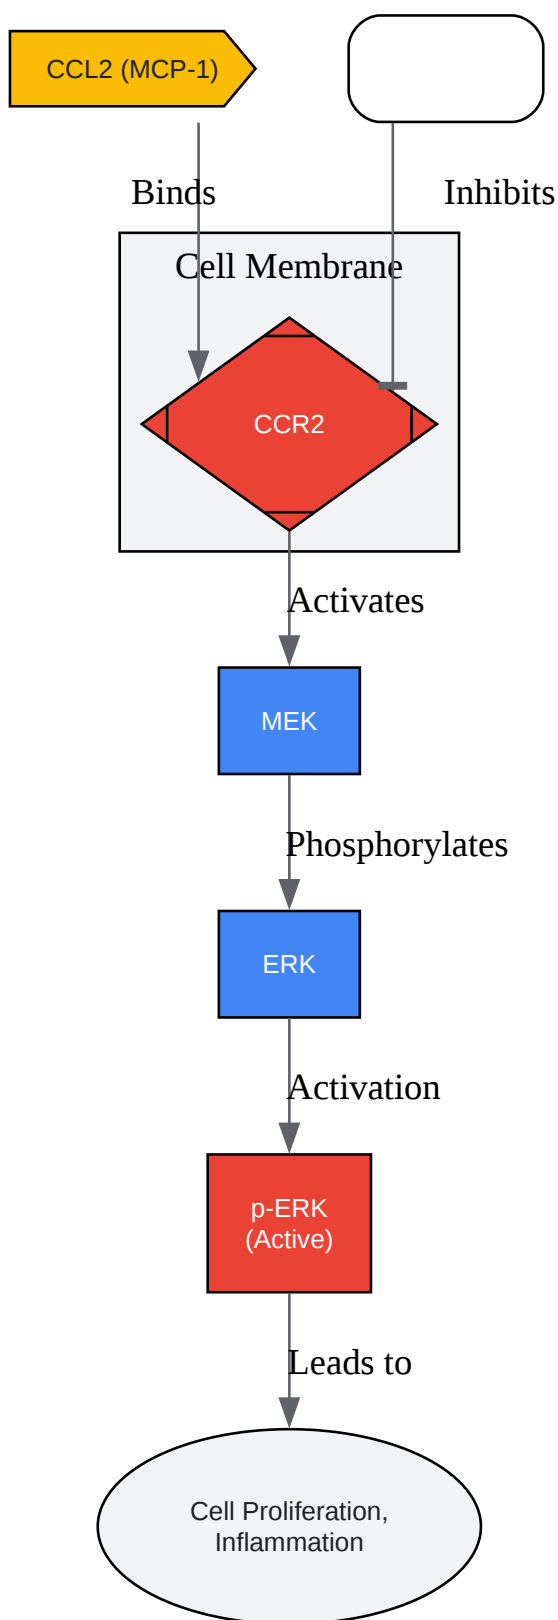 CCL2 (MCP-1)
Binds
Inhibits
Cell Membrane
CCR2
Activates
MEK
Phosphorylates
ERK
Activation
p-ERK
(Active)
Leads to
Cell Proliferation,
Inflammation